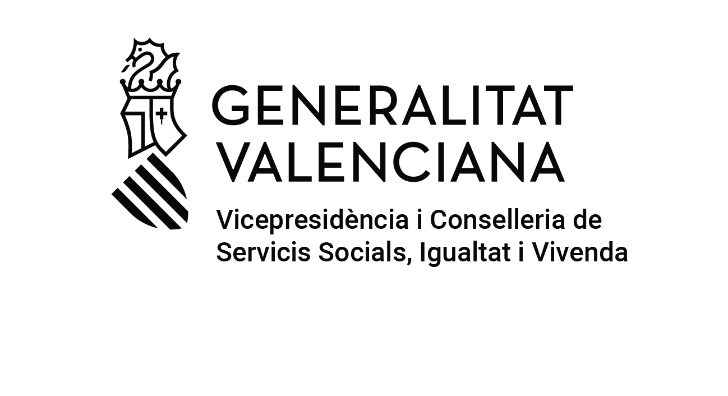 GENERALITAT
VALENCIANA
Vicepresidència i Conselleria de
Servicis Socials, Igualtat i Vivenda